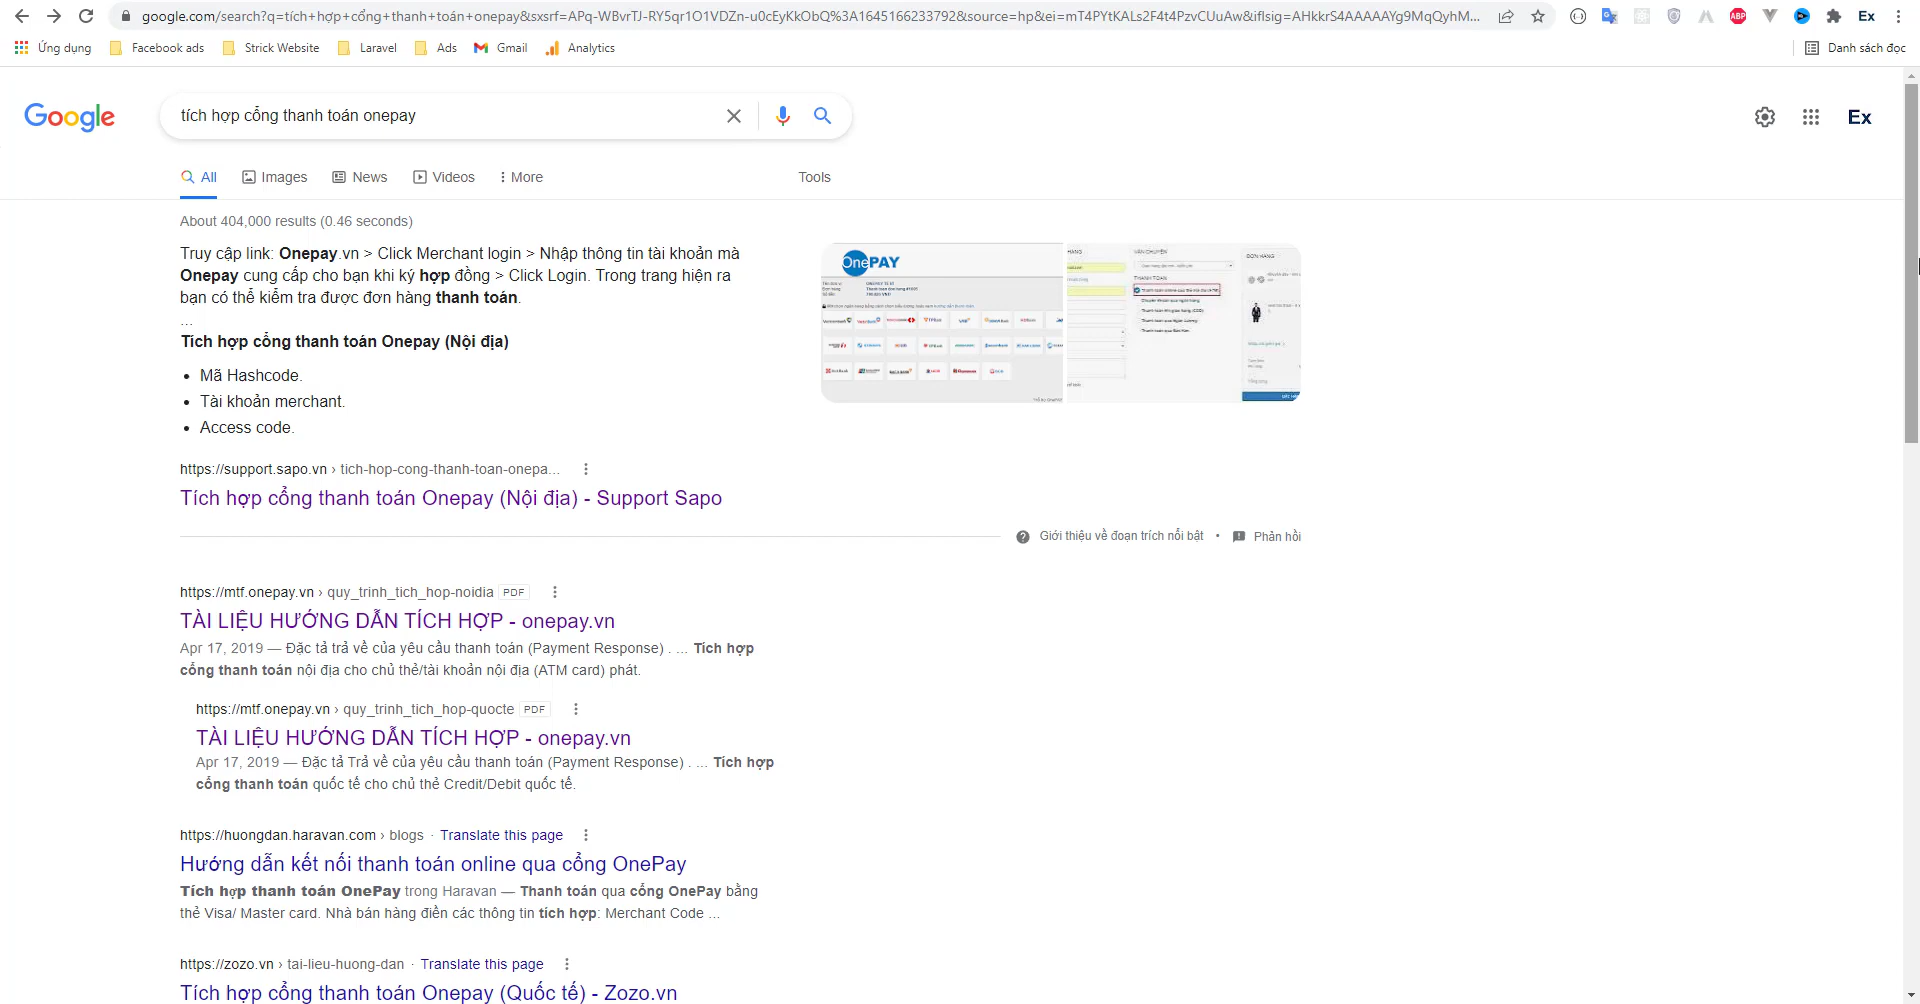 google.com/search?q=tích+hợp+cổng+thanh+toán+onepay&sxsrf=APq-WBvrTJ-RY5qr1O1VDZn-u0cEyKkObQ%3A1645166233792&source=hp&ei=mT4PYtKALs2F4t4PzvCUuAw&iflsig=AHkkrS4AAAAAYg9MqQyhM...
ABP
Ex
Ứng dụng
Facebook ads
Strick Website
Laravel
Ads
Gmail
Analytics
Danh sách đọc
Google
tích hợp cổng thanh toán onepay
Ex
All
Images
News
Videos
More
Tools
About 404,000 results (0.46 seconds)
Truy cập link: Onepay.vn > Click Merchant login > Nhập thông tin tài khoản mà
Onepay cung cấp cho bạn khi ký hợp đồng > Click Login. Trong trang hiện ra
bạn có thể kiểm tra được đơn hàng thanh toán.
...
Tích hợp cổng thanh toán Onepay (Nội địa)
• Mã Hashcode.
• Tài khoản merchant.
• Access code.
OnePAY
https://support.sapo.vn › tich-hop-cong-thanh-toan-onepa...
Tích hợp cổng thanh toán Onepay (Nội địa) - Support Sapo
Giới thiệu về đoạn trích nổi bật • Phản hồi
https://mtf.onepay.vn › quy_trinh_tich_hop-noidia PDF
TÀI LIỆU HƯỚNG DẪN TÍCH HỢP - onepay.vn
Apr 17, 2019 — Đặc tả trả về của yêu cầu thanh toán (Payment Response) . ... Tích hợp
cổng thanh toán nội địa cho chủ thẻ/tài khoản nội địa (ATM card) phát.
https://mtf.onepay.vn › quy_trinh_tich_hop-quocte PDF
TÀI LIỆU HƯỚNG DẪN TÍCH HỢP - onepay.vn
Apr 17, 2019 — Đặc tả Trả về của yêu cầu thanh toán (Payment Response) . ... Tích hợp
cổng thanh toán quốc tế cho chủ thẻ Credit/Debit quốc tế.
https://huongdan.haravan.com › blogs · Translate this page
Hướng dẫn kết nối thanh toán online qua cổng OnePay
Tích hợp thanh toán OnePay trong Haravan — Thanh toán qua cổng OnePay bằng
thẻ Visa/ Master card. Nhà bán hàng điền các thông tin tích hợp: Merchant Code ...
https://zozo.vn › tai-lieu-huong-dan · Translate this page
Tích hợp cổng thanh toán Onepay (Quốc tế) - Zozo.vn